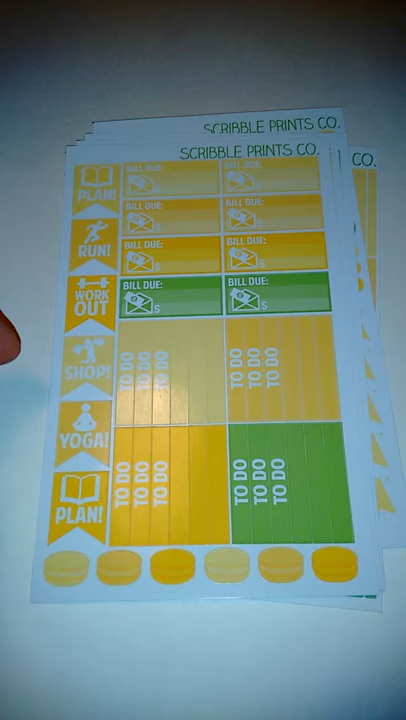 SCRIBBLE PRINTS CO.
SCRIBBLE PRINTS CO.
CO.
PLAN!
BILL DUE:
$
BILL DUE:
$
BILL DUE:
$
BILL DUE:
$
RUN!
BILL DUE:
$
BILL DUE:
$
WORK
OUT
BILL DUE:
$
BILL DUE:
$
SHOP!
TO DO
TO DO
TO DO
TO DO
TO DO
TO DO
YOGA!
PLAN!
TO DO
TO DO
TO DO
TO DO
TO DO
TO DO